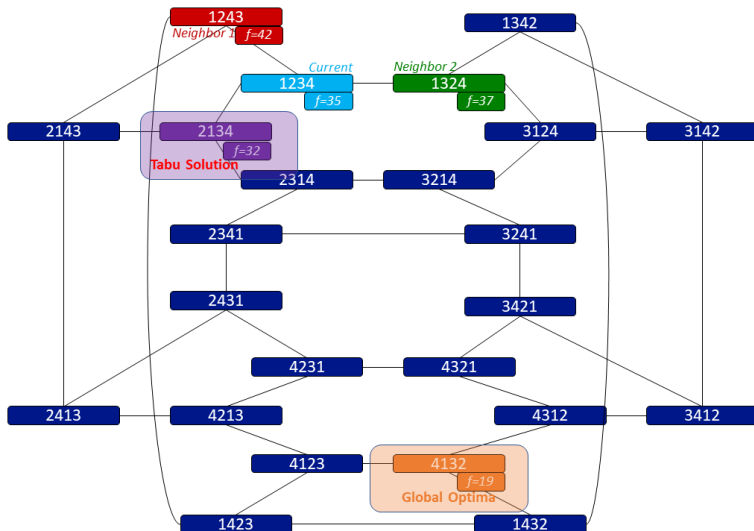 1243
Neighbor 1
f=42
1342
Current
Neighbor 2
1234
f=35
1324
f=37
2143
2134
f=32
Tabu Solution
3124
3142
2314
3214
2341
3241
2431
3421
4231
4321
2413
4213
4312
3412
4123
4132
f=19
Global Optima
1423
1432